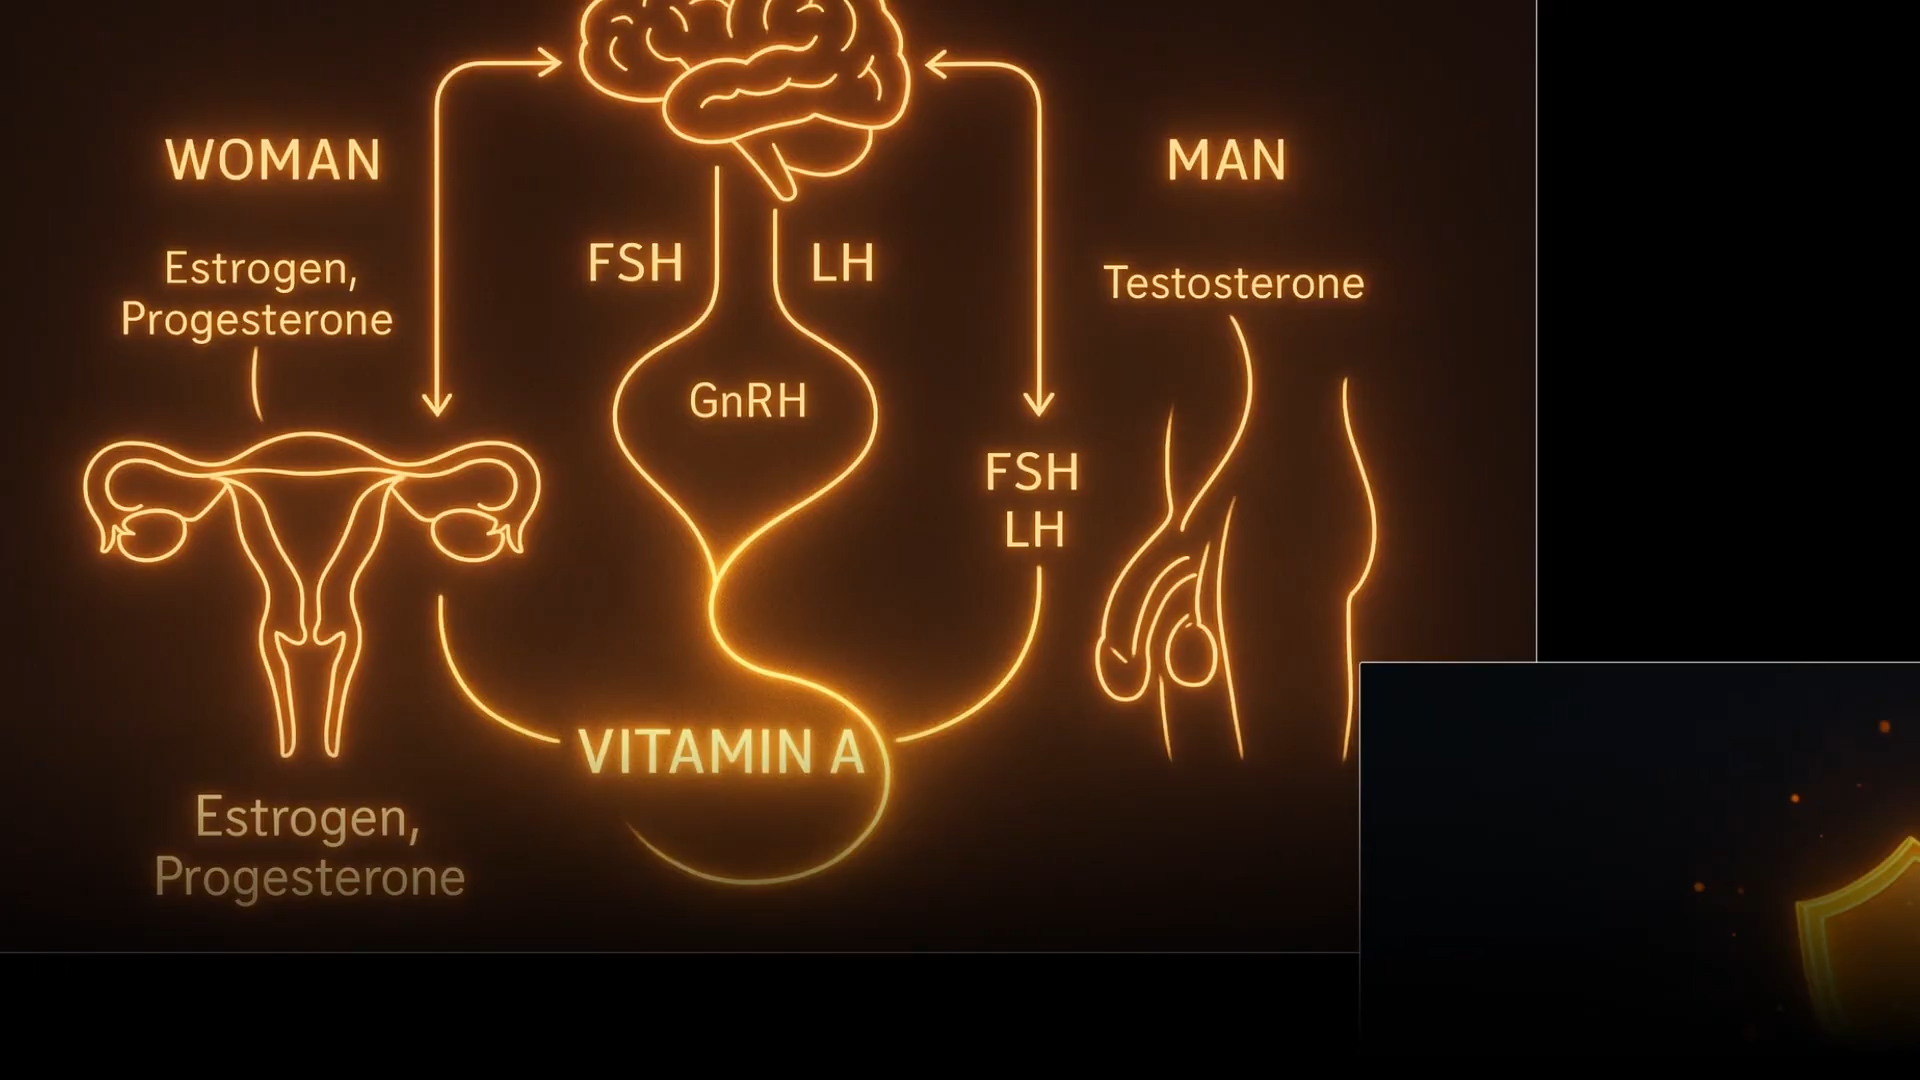 WOMAN
MAN
Estrogen,
Progesterone
FSH
LH
Testosterone
GnRH
FSH
LH
VITAMIN A
Estrogen,
Progesterone